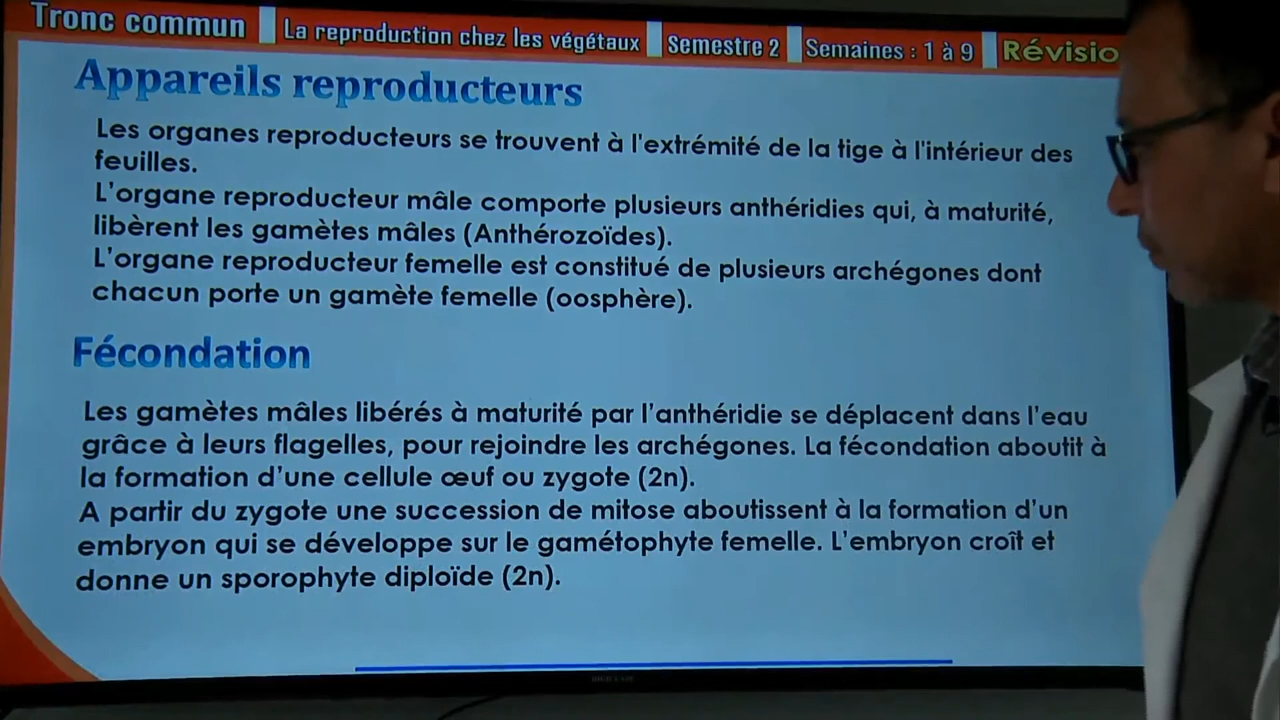 Tronc commun La reproduction chez les végétaux Semestre 2 Semaines : 1 à 9 Révisio
Appareils reproducteurs
Les organes reproducteurs se trouvent à l'extrémité de la tige à l'intérieur des
feuilles.
L'organe reproducteur mâle comporte plusieurs anthéridies qui, à maturité,
libèrent les gamètes mâles (Anthérozoïdes).
L'organe reproducteur femelle est constitué de plusieurs archégones dont
chacun porte un gamète femelle (oosphère).
Fécondation
Les gamètes mâles libérés à maturité par l'anthéridie se déplacent dans l'eau
grâce à leurs flagelles, pour rejoindre les archégones. La fécondation aboutit à
la formation d'une cellule œuf ou zygote (2n).
A partir du zygote une succession de mitose aboutissent à la formation d'un
embryon qui se développe sur le gamétophyte femelle. L'embryon croît et
donne un sporophyte diploïde (2n).